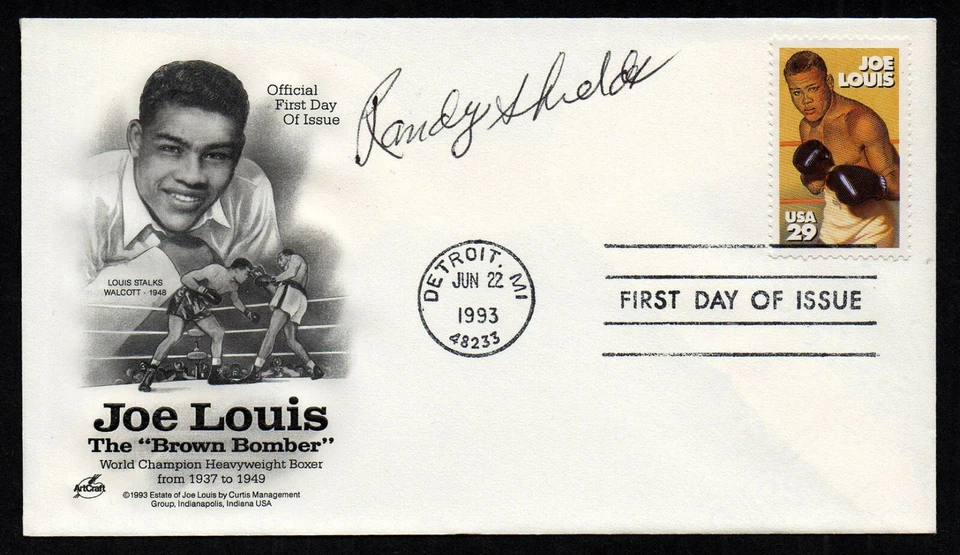 Official
First Day
Of Issue
Randy Shields
JOE
LOUIS
USA
29
LOUIS STALKS
WALCOTT · 1948
DETROIT, MI
JUN 22
1993
48233
FIRST DAY OF ISSUE
Joe Louis
The “Brown Bomber”
World Champion Heavyweight Boxer
from 1937 to 1949
ArtCraft
©1993 Estate of Joe Louis by Curtis Management
Group, Indianapolis, Indiana USA